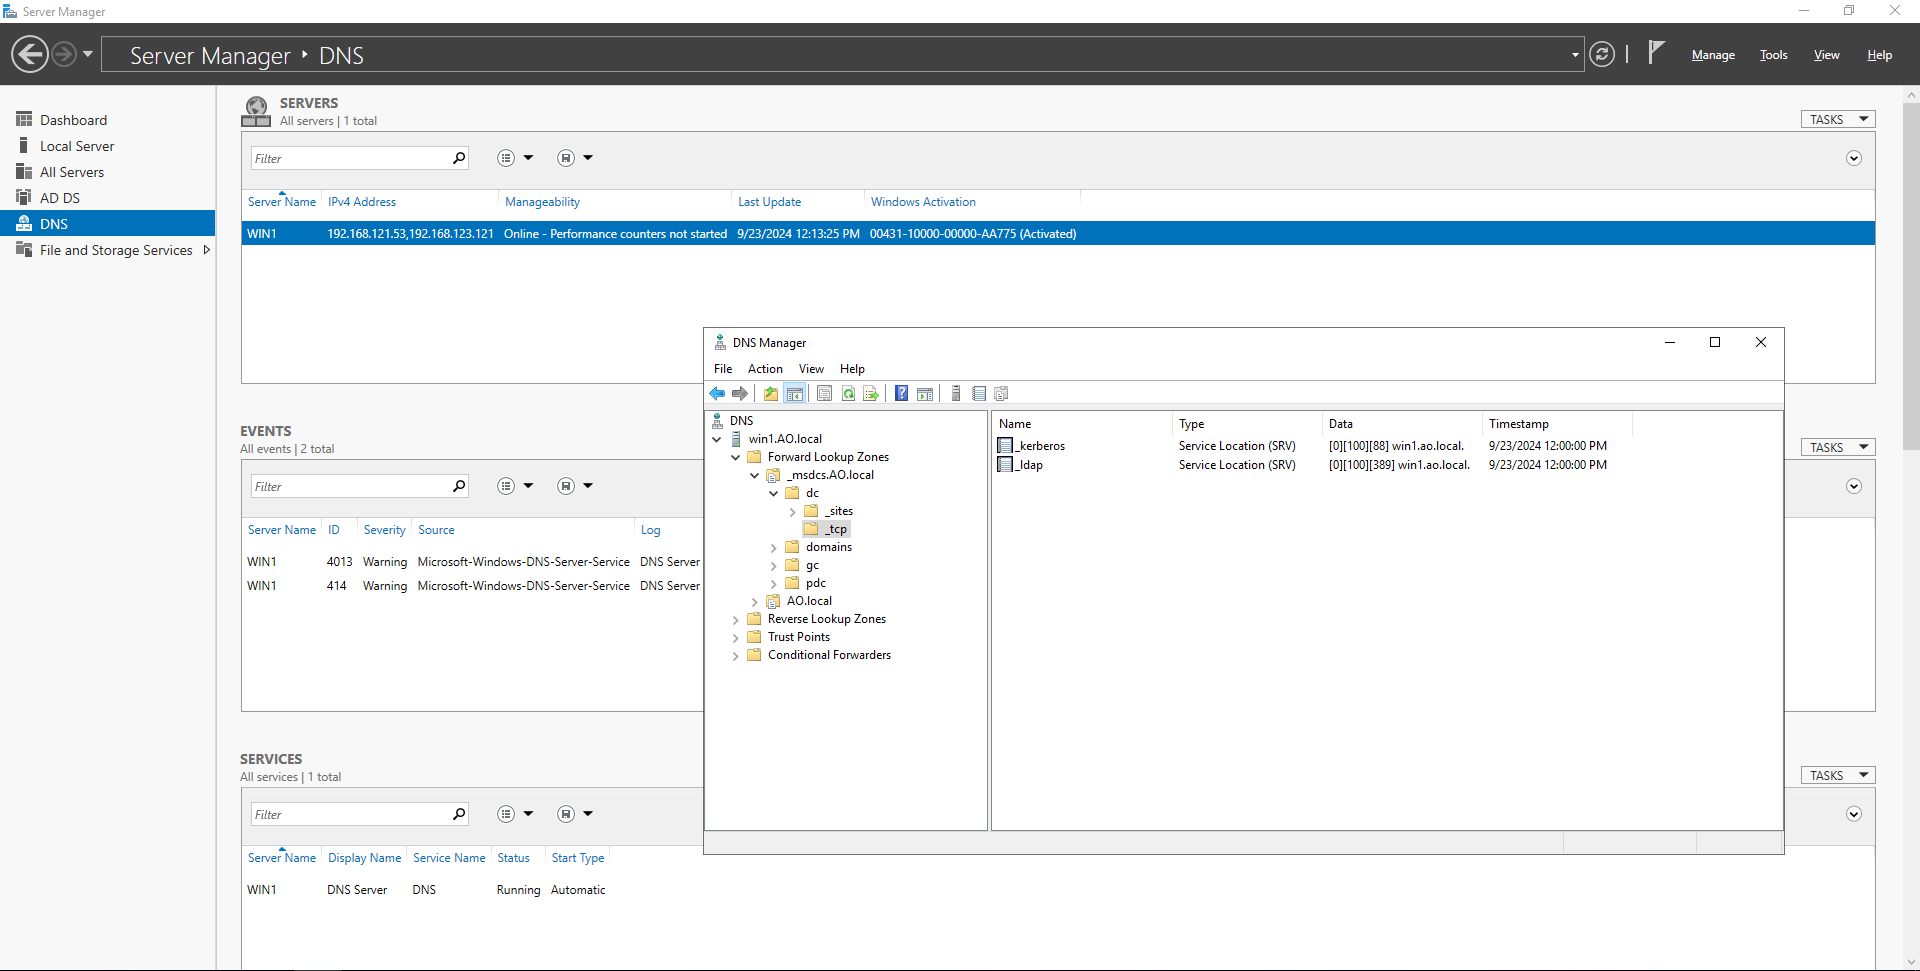 Server Manager
Server Manager ‣ DNS
Manage Tools View Help
Dashboard
Local Server
All Servers
AD DS
DNS
File and Storage Services
SERVERS
All servers | 1 total
TASKS
Filter
Server Name IPv4 Address Manageability Last Update Windows Activation
WIN1 192.168.121.53,192.168.123.121 Online - Performance counters not started 9/23/2024 12:13:25 PM 00431-10000-00000-AA775 (Activated)
EVENTS
All events | 2 total
TASKS
Filter
Server Name ID Severity Source Log
WIN1 4013 Warning Microsoft-Windows-DNS-Server-Service DNS Server
WIN1 414 Warning Microsoft-Windows-DNS-Server-Service DNS Server
SERVICES
All services | 1 total
TASKS
Filter
Server Name Display Name Service Name Status Start Type
WIN1 DNS Server DNS Running Automatic
DNS Manager
File Action View Help
DNS
win1.AO.local
Forward Lookup Zones
_msdcs.AO.local
dc
_sites
_tcp
domains
gc
pdc
AO.local
Reverse Lookup Zones
Trust Points
Conditional Forwarders
Name Type Data Timestamp
_kerberos Service Location (SRV) [0][100][88] win1.ao.local. 9/23/2024 12:00:00 PM
_ldap Service Location (SRV) [0][100][389] win1.ao.local. 9/23/2024 12:00:00 PM